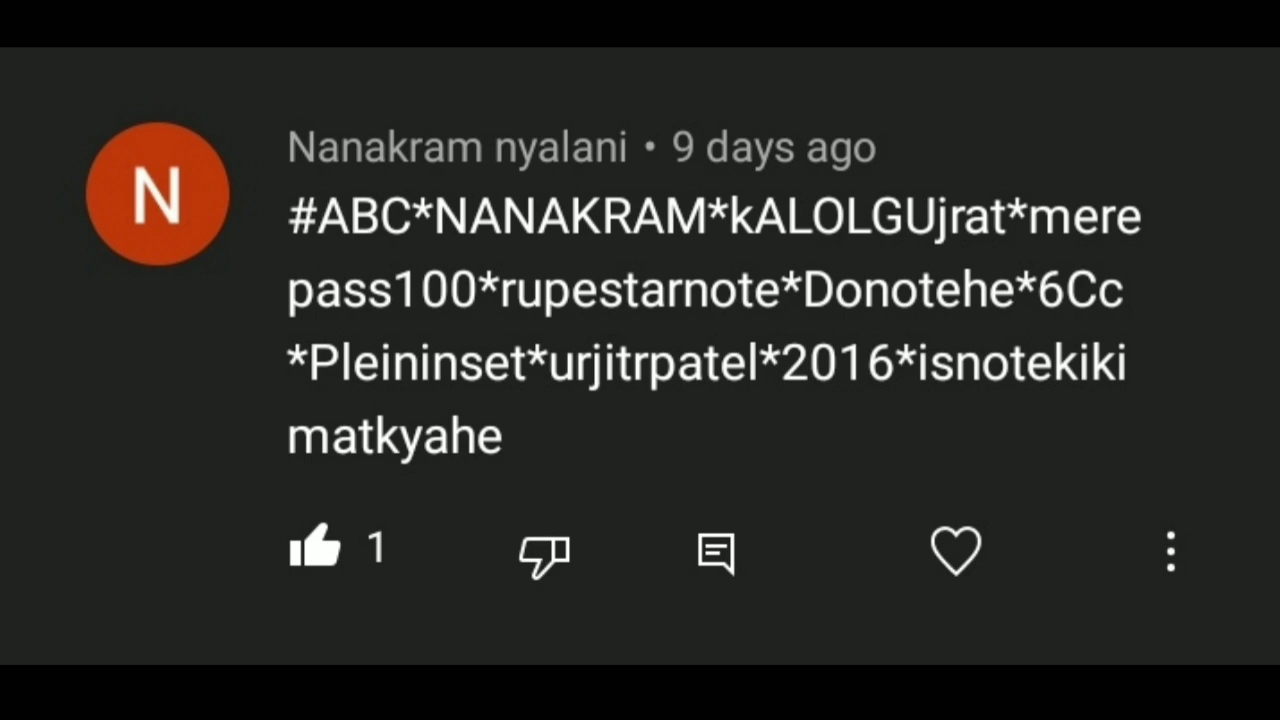 N
Nanakram nyalani • 9 days ago
#ABC*NANAKRAM*kALOLGUjrat*mere
pass100*rupestarnote*Donotehe*6Cc
*Pleininset*urjitrpatel*2016*isnotekiki
matkyahe
1